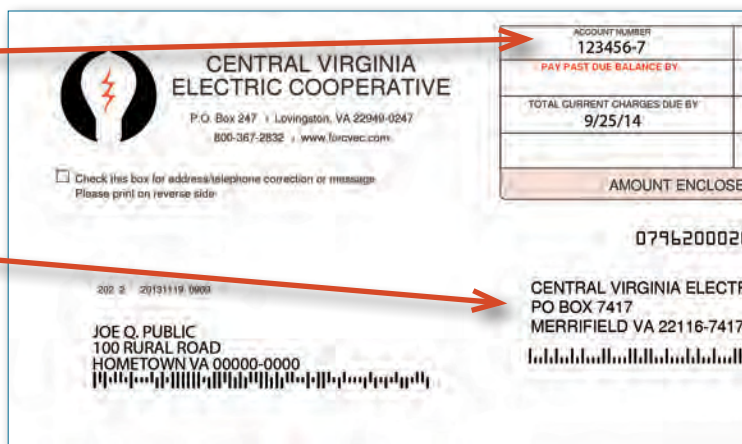 CENTRAL VIRGINIA
ELECTRIC COOPERATIVE
P.O. Box 247 Lovingston, VA 22949-0247
800-367-2832 www.forcvec.com
Check this box for address/telephone correction or message
Please print on reverse side
ACCOUNT NUMBER
123456-7
PAY PAST DUE BALANCE BY
TOTAL CURRENT CHARGES DUE BY
9/25/14
AMOUNT ENCLOSE
079620002
202 2 20131119 0909
JOE Q. PUBLIC
100 RURAL ROAD
HOMETOWN VA 00000-0000
CENTRAL VIRGINIA ELECT
PO BOX 7417
MERRIFIELD VA 22116-7417